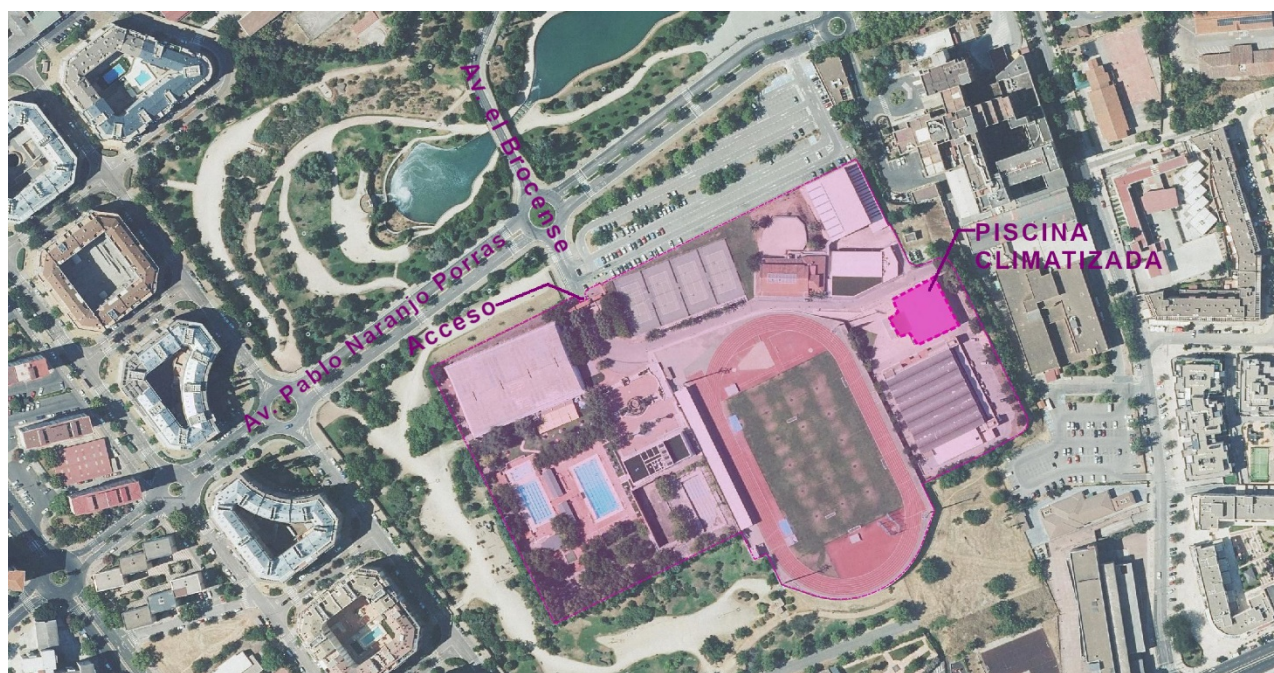 Av. el Brocense
PISCINA
CLIMATIZADA
Av. Pablo Naranjo Porras
Acceso